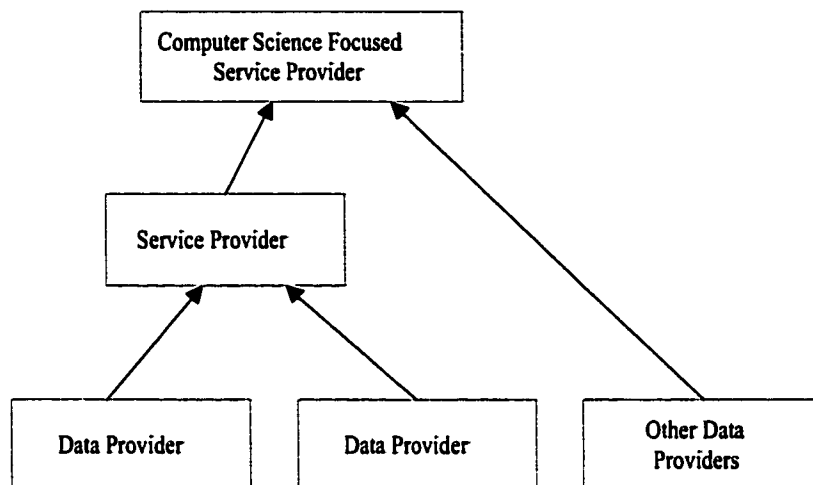 Computer Science Focused
Service Provider
Service Provider
Data Provider
Data Provider
Other Data
Providers